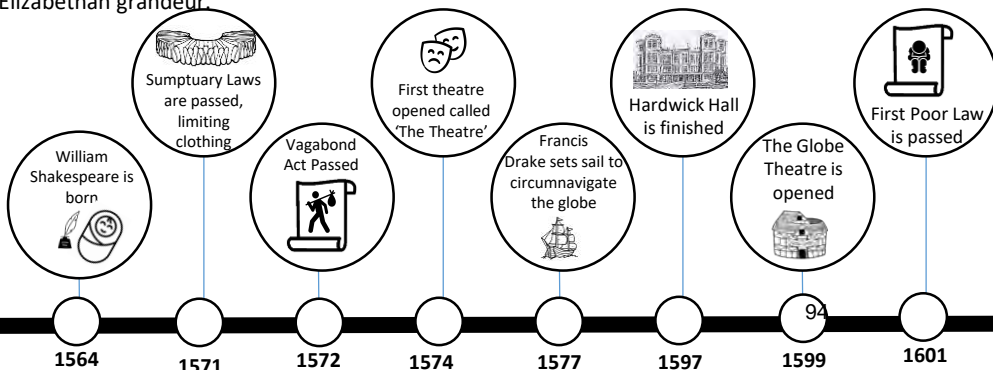 Elizabethan grandeur.
Sumptuary Laws
are passed,
limiting
clothing
First theatre
opened called
‘The Theatre’
Hardwick Hall
is finished
First Poor Law
is passed
William
Shakespeare is
born
Vagabond
Act Passed
Francis
Drake sets sail to
circumnavigate
the globe
The Globe
Theatre is
opened
94
1564
1571
1572
1574
1577
1597
1599
1601